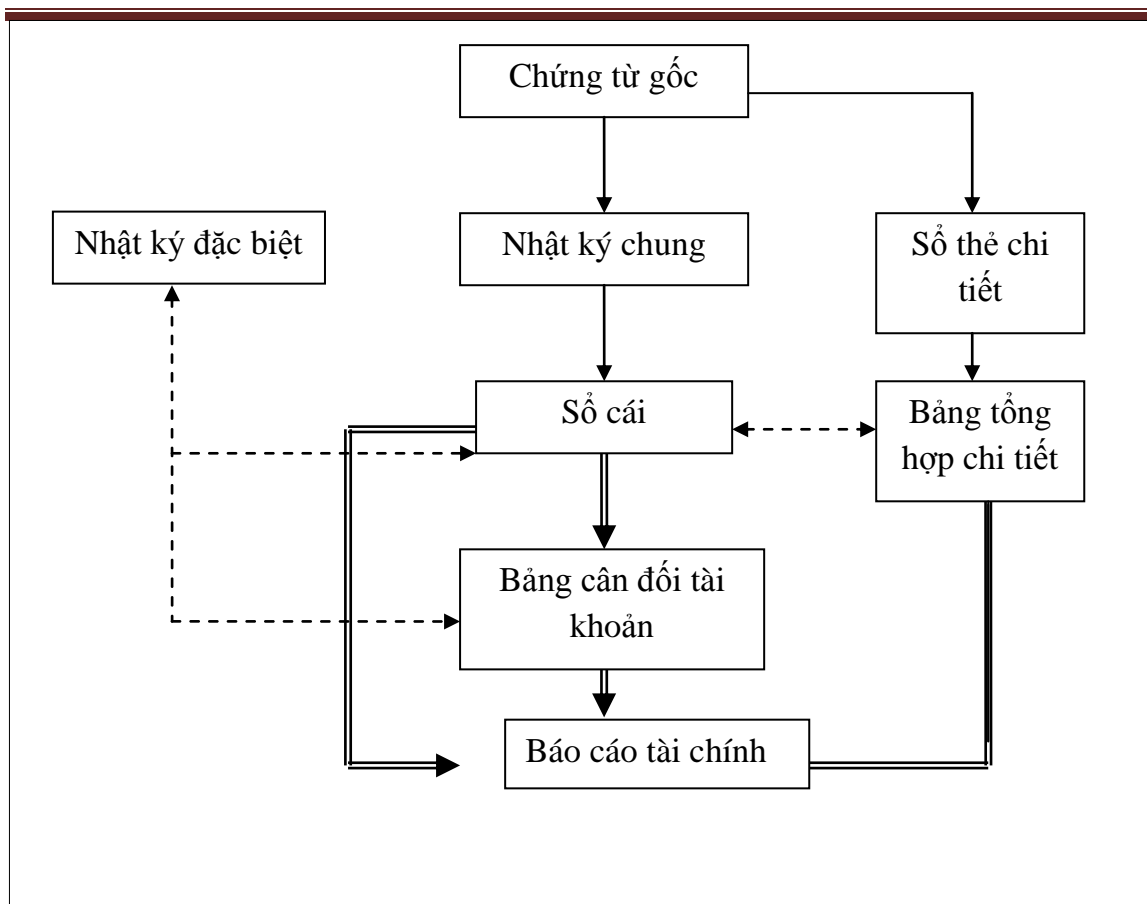 Chứng từ gốc
Nhật ký đặc biệt
Nhật ký chung
Sổ thẻ chi
tiết
Sổ cái
Bảng tổng
hợp chi tiết
Bảng cân đối tài
khoản
Báo cáo tài chính